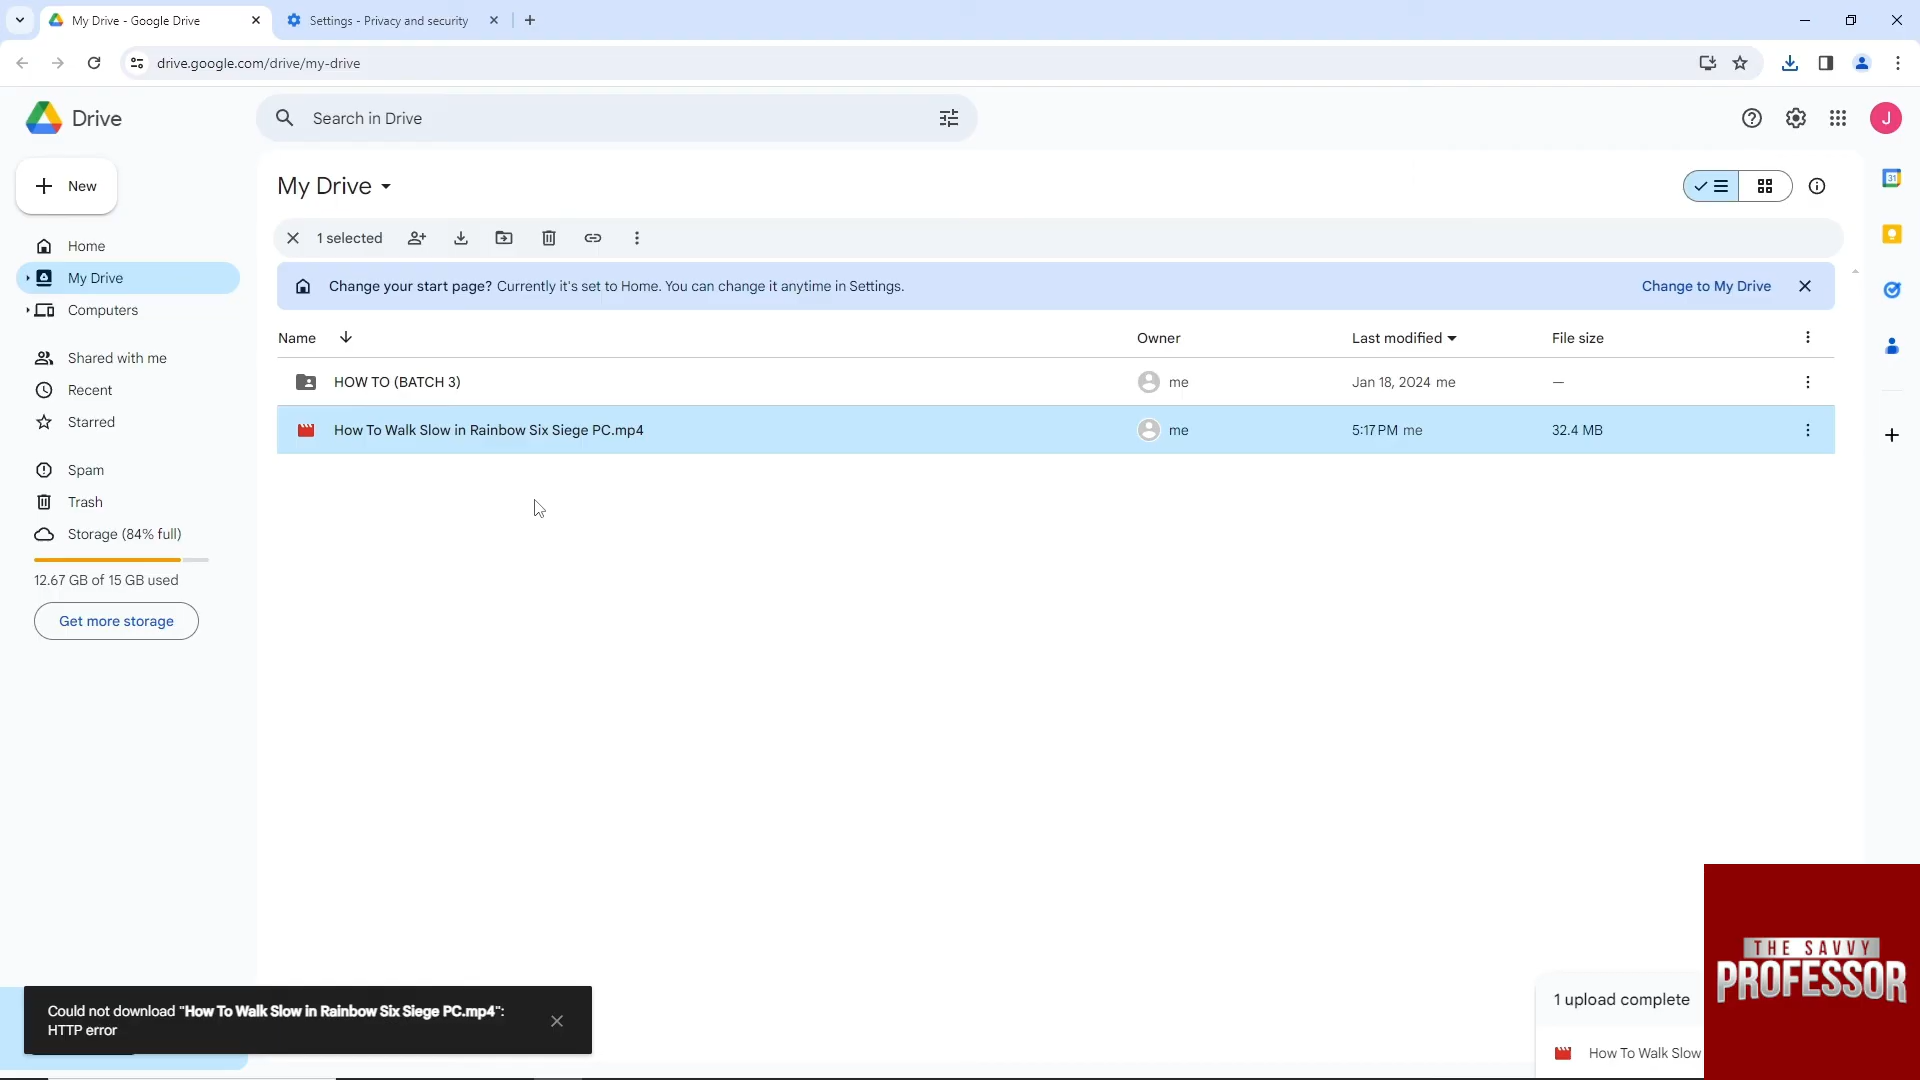 My Drive - Google Drive
Settings - Privacy and security
drive.google.com/drive/my-drive
Drive
Search in Drive
J
New
My Drive
31
1 selected
Home
Change your start page? Currently it's set to Home. You can change it anytime in Settings.
Change to My Drive
My Drive
Computers
Name
Owner
Last modified
File size
Shared with me
HOW TO (BATCH 3)
me
Jan 18, 2024 me
—
Recent
Starred
How To Walk Slow in Rainbow Six Siege PC.mp4
me
5:17 PM me
32.4 MB
Spam
Trash
Storage (84% full)
12.67 GB of 15 GB used
Get more storage
THE SAVVY
PROFESSOR
1 upload complete
Could not download "How To Walk Slow in Rainbow Six Siege PC.mp4":
HTTP error
How To Walk Slow